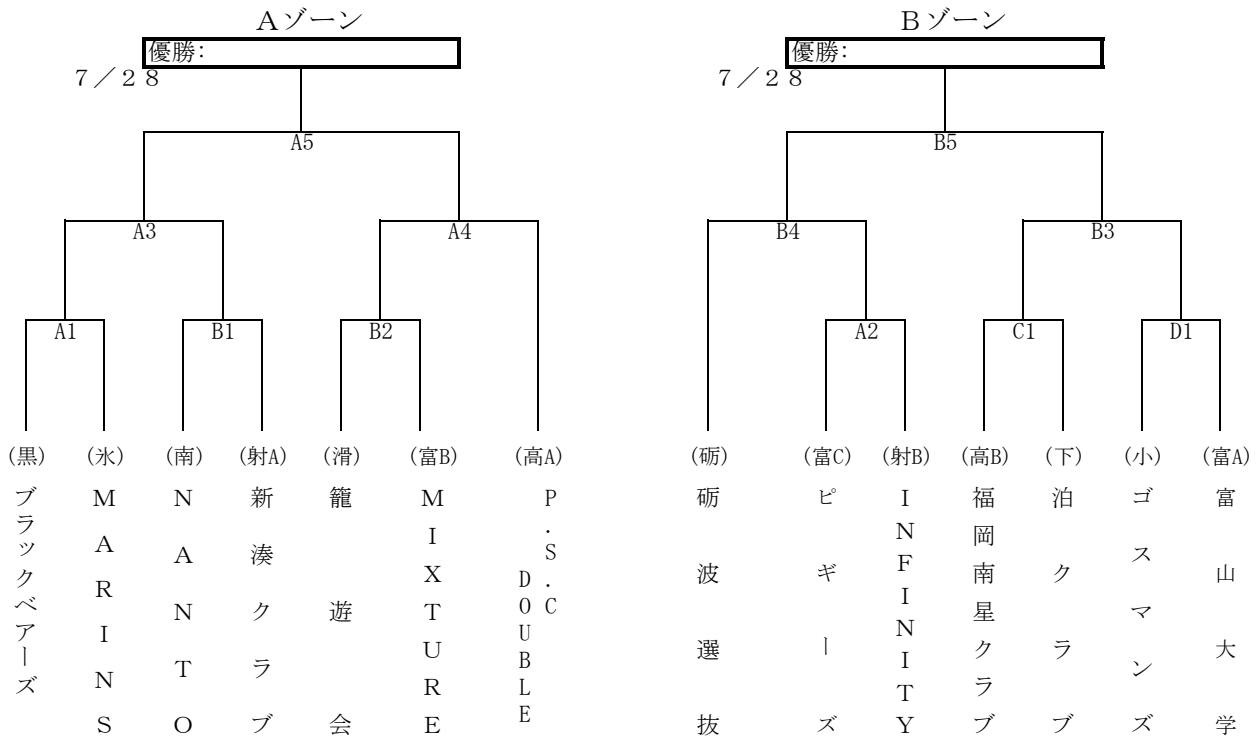 Aゾーン
Bゾーン
優勝:
優勝:
7／28
7／28
A5
B5
A3
A4
B4
B3
A1
B1
B2
A2
C1
D1
(黒)
(氷)
(南)
(射A)
(滑)
(富B)
(高A)
(砺)
(富C)
(射B)
(高B)
(下)
(小)
(富A)
ブラックベアーズ
MARINS
NANTO
新湊クラブ
籠遊会
MIXTURE
P.S.C
DOUBLE
砺波選抜
ピギーズ
INFINITY
福岡南星クラブ
泊クラブ
ゴスマンズ
富山大学